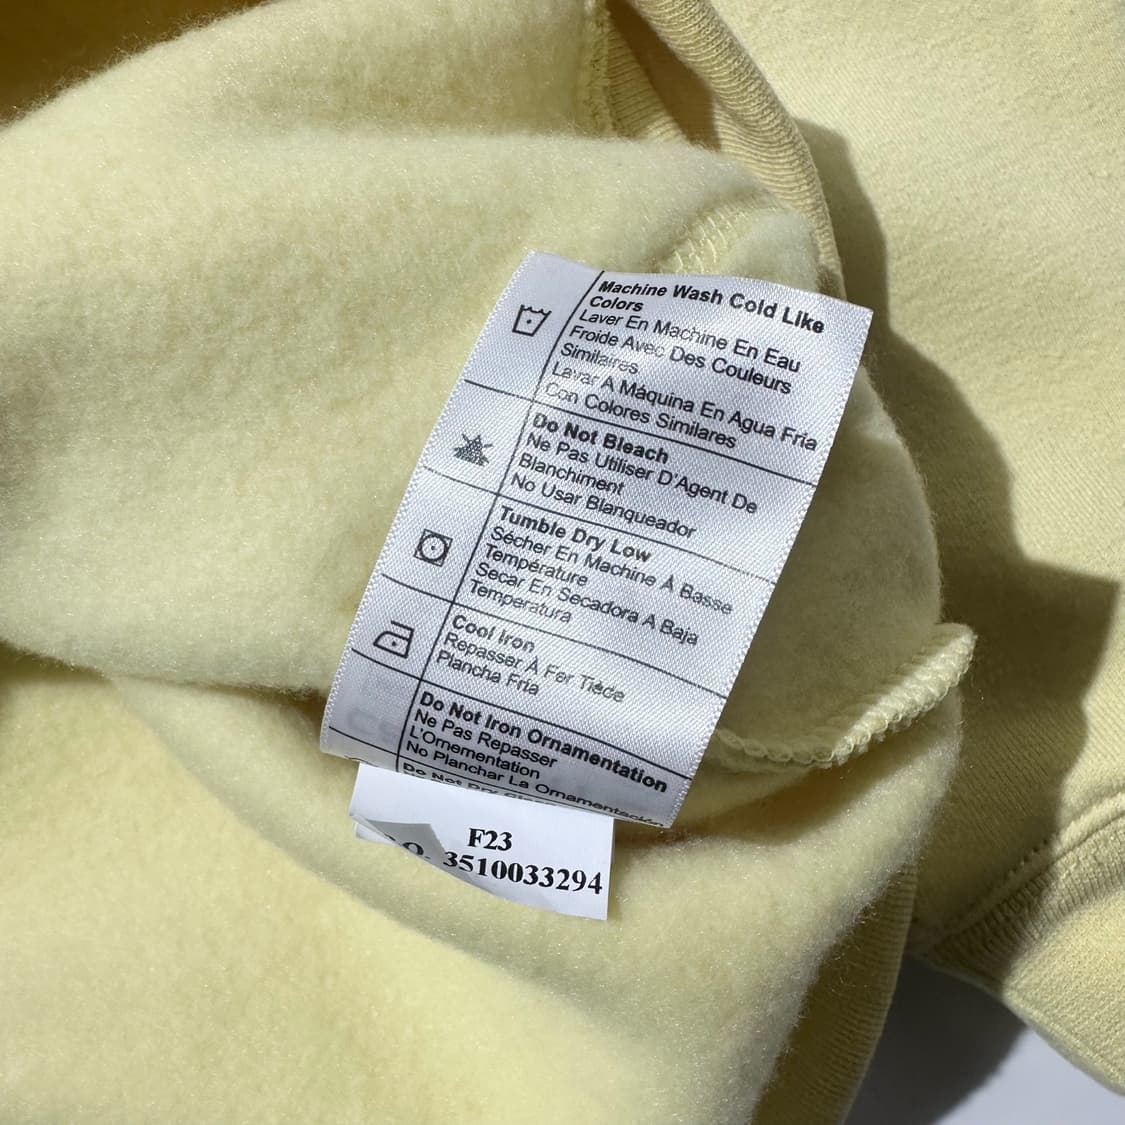 Machine Wash Cold Like
Colors
Laver En Machine En Eau
Froide Avec Des Couleurs
Similaires
Lavar A Máquina En Agua Fría
Con Colores Similares
Do Not Bleach
Ne Pas Utiliser D'Agent De
Blanchiment
No Usar Blanqueador
Tumble Dry Low
Sécher En Machine À Basse
Température
Secar En Secadora A Baja
Temperatura
Cool Iron
Repasser À Fer Tiède
Plancha Fría
Do Not Iron Ornamentation
Ne Pas Repasser
L'Ornementation
No Planchar La Ornamentación
Do Not Dry
F23
3510033294